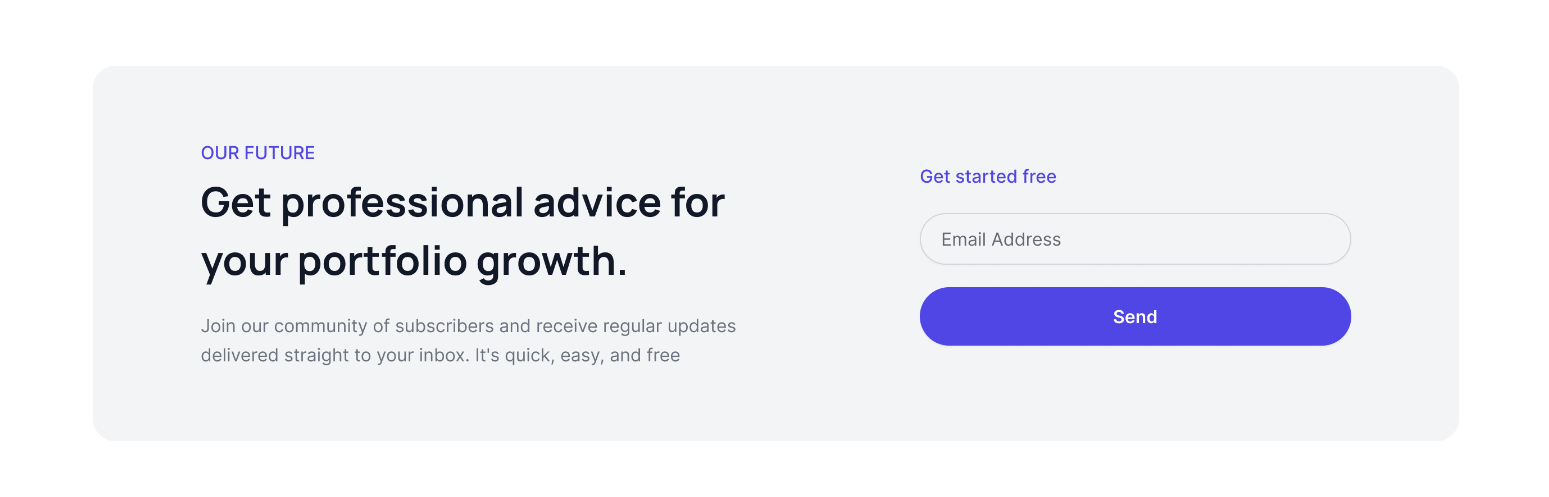 OUR FUTURE
Get professional advice for
your portfolio growth.
Join our community of subscribers and receive regular updates
delivered straight to your inbox. It's quick, easy, and free
Get started free
Email Address
Send